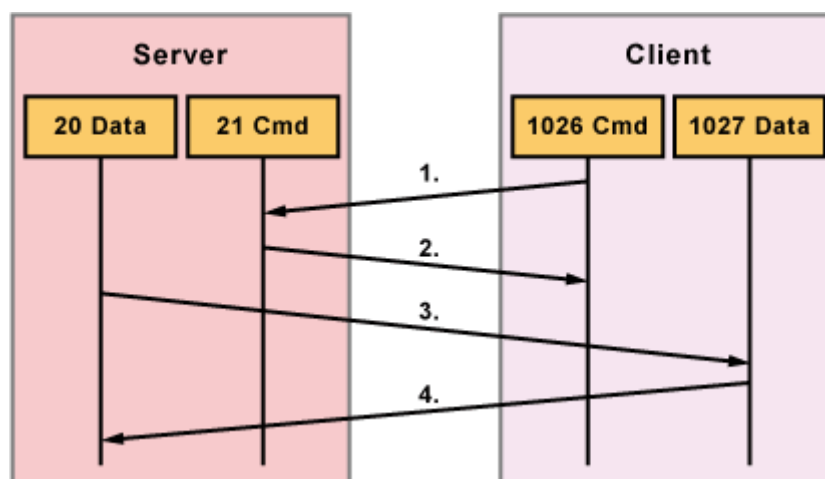 Server
Client
20 Data
21 Cmd
1026 Cmd
1027 Data
1.
2.
3.
4.